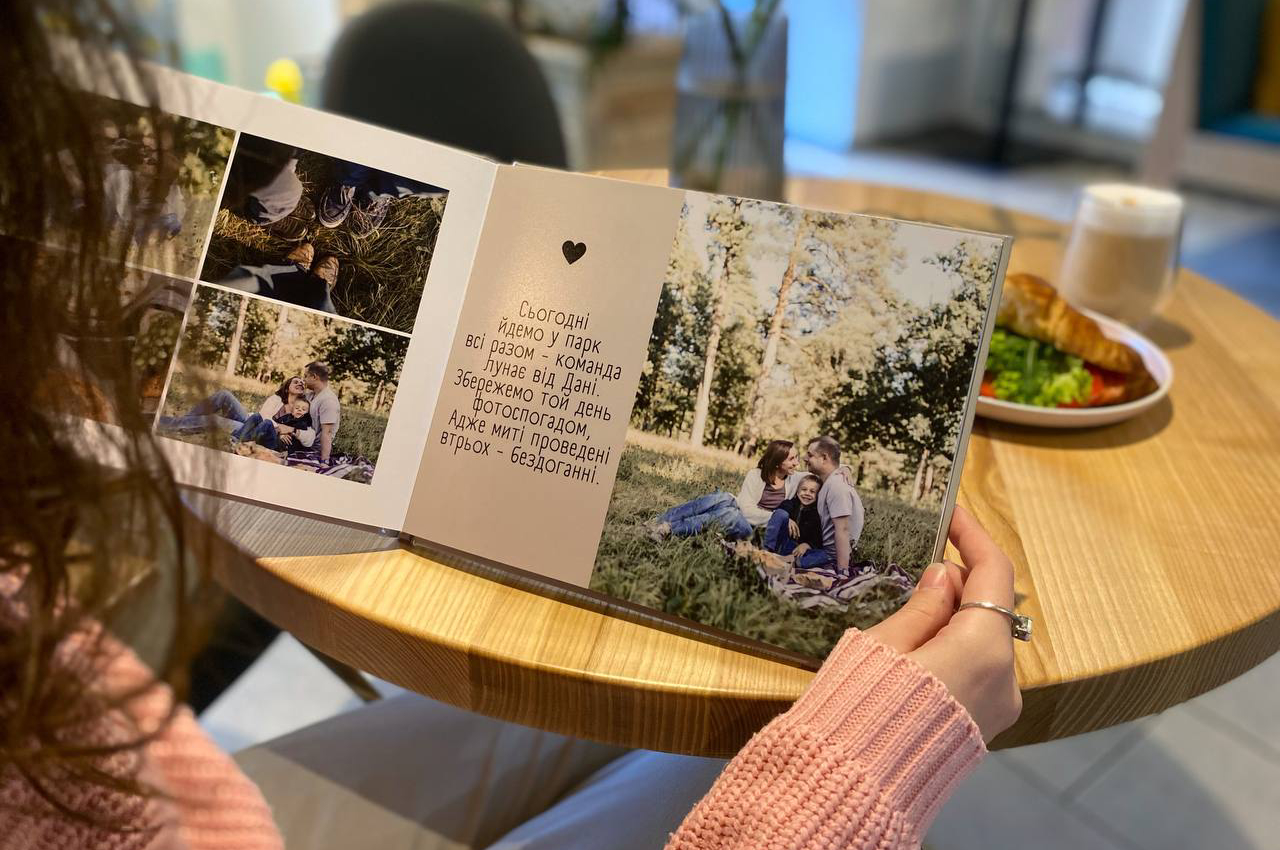 Сьогодні
йдемо у парк
всі разом - команда
лунає від Дані.
Збережемо той день
фотоспогадом,
Адже миті проведені
втрьох - бездоганні.